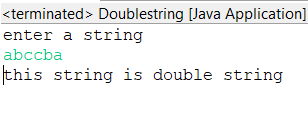 <terminated> Doublestring [Java Application]
enter a string
abccba
this string is double string